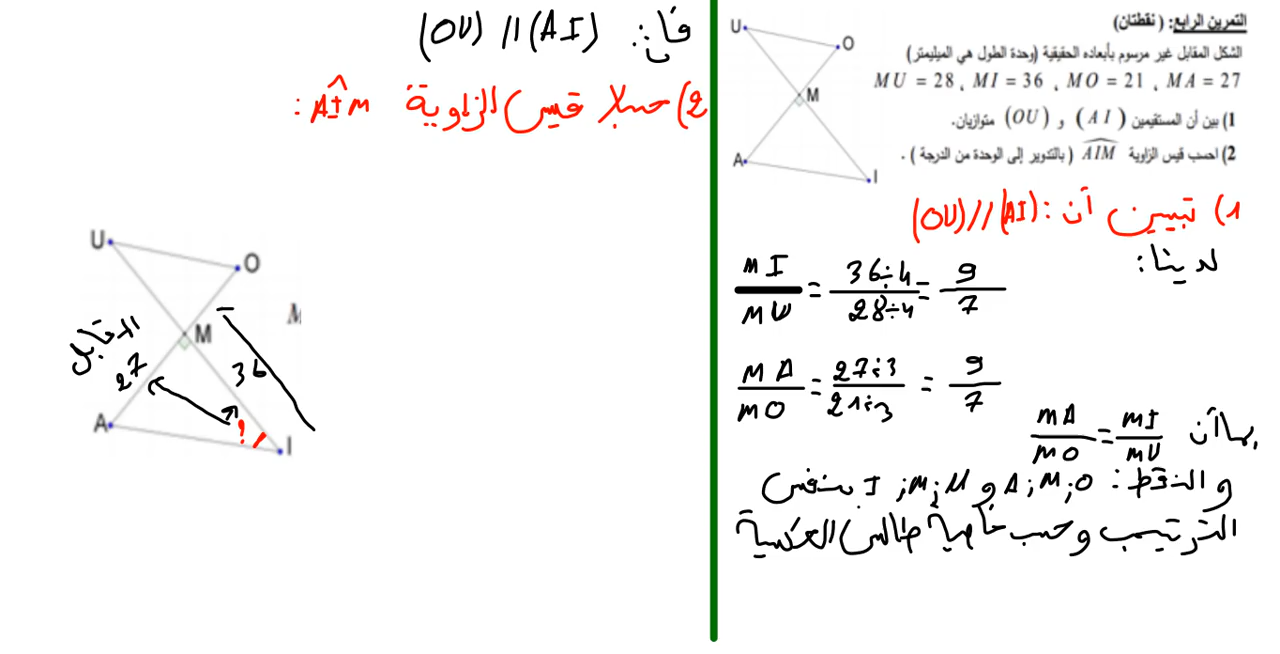 التمرين الرابع: ( نقطتان)
الشكل المقابل غير مرسوم بأبعاده الحقيقية (وحدة الطول هي الميليمتر)
MU = 28 , MI = 36 , MO = 21 , MA = 27
1) بين أن المستقيمين (AI) و (OU) متوازيان.
2) احسب قيس الزاوية AIM ( بالتدوير إلى الوحدة من الدرجة ) .
U
O
M
A
I
1) تبيين أن : (OU)//(AI)
لدينا :
MI/MU = 36÷4/28÷4 = 9/7
MA/MO = 27÷3/21÷3 = 9/7
بما أن MA/MO = MI/MU
والنقط : A;M;O و I;M;U بنفس
الترتيب وحسب خاصية طالس العكسية
فإن : (OU) // (AI)
2) حساب قيس الزاوية AIM :
U
O
M
M
المقابل
27
36
A
?
I